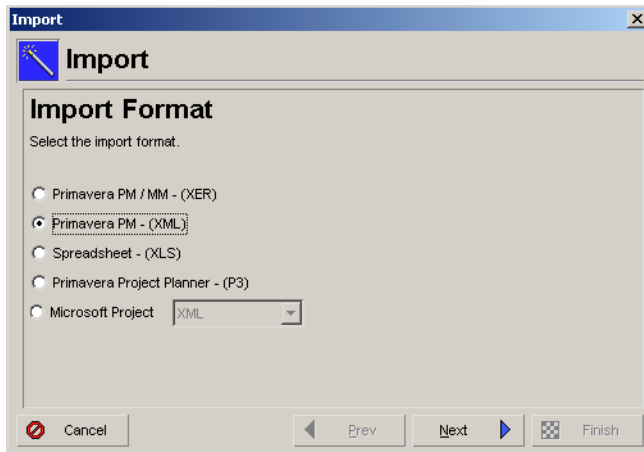 Import
Import
Import Format
Select the import format.
Primavera PM / MM - (XER)
Primavera PM - (XML)
Spreadsheet - (XLS)
Primavera Project Planner - (P3)
Microsoft Project XML
Cancel Prev Next Finish